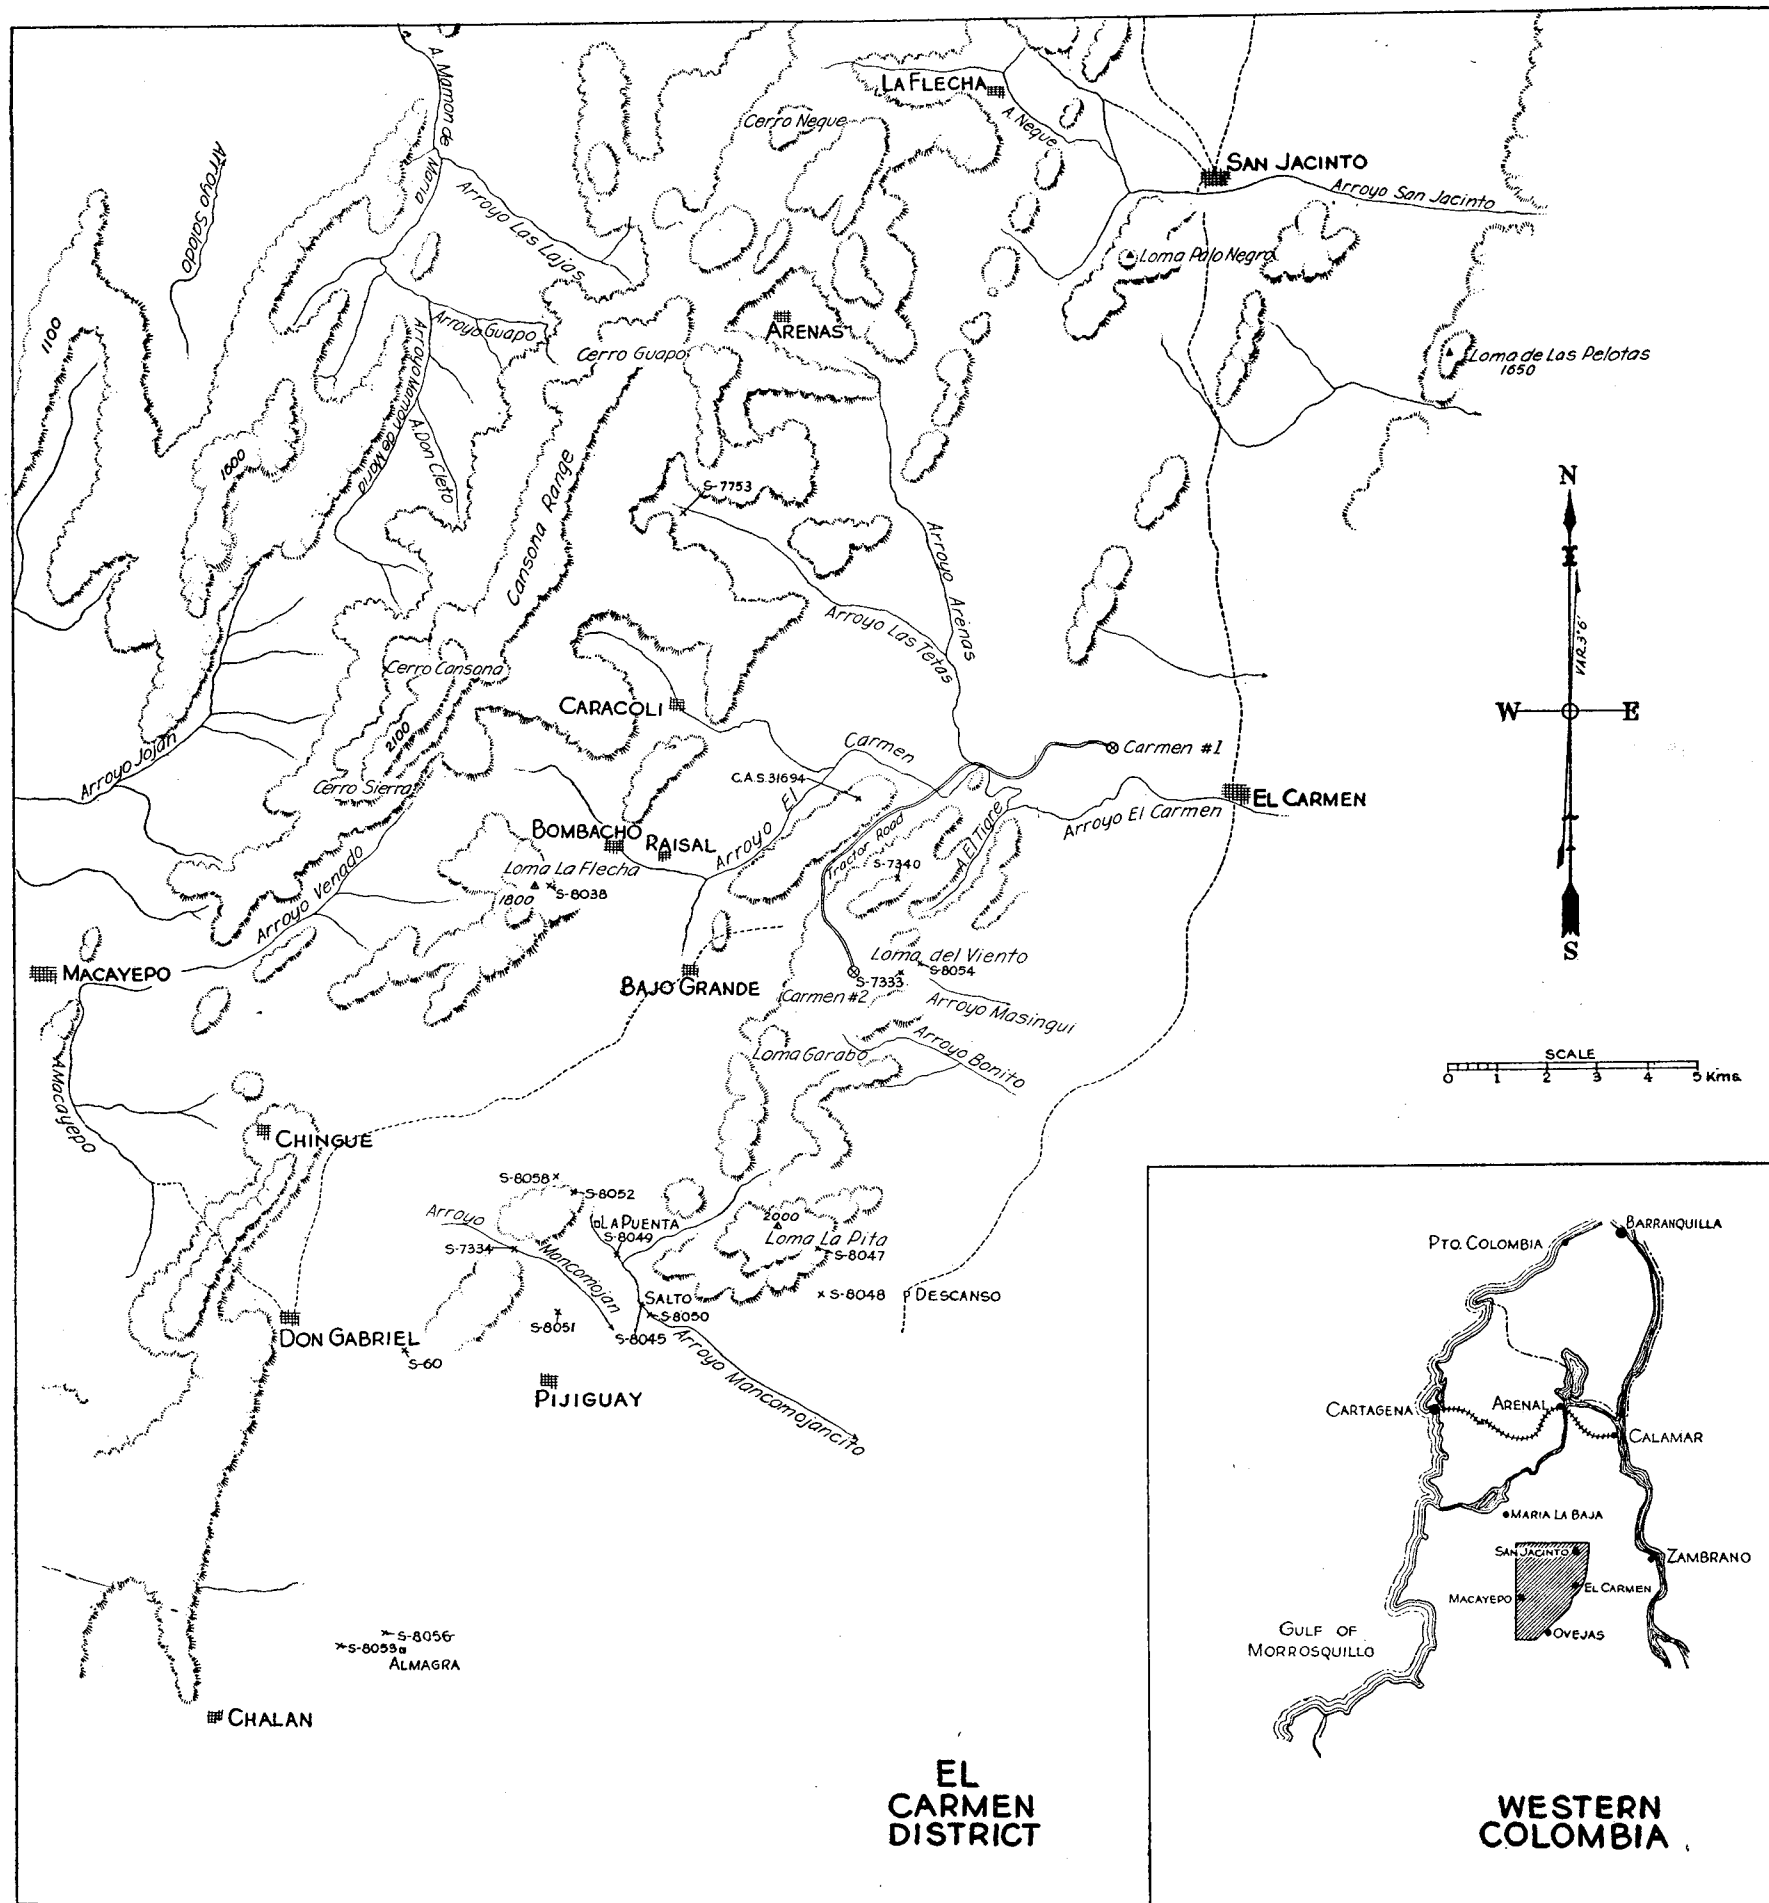 A. Mamon de
Maria
LA FLECHA
Cerro Neque
A. Neque
SAN JACINTO
Arroyo San Jacinto
Arroyo Salado
Arroyo Las Lajas
Loma Palo Negro
1100
Arroyo Guapo
Cerro Guapo
ARENAS
Loma de Las Pelotas
1650
Arroyo Mamon de Maria
A. Don Cleto
1600
Cansona Range
S-7753
Arroyo Arenas
Arroyo Las Tetas
N
VAR. 3°6'
W
E
S
Cerro Cansona
2100
CARACOLI
Carmen
Carmen #1
Arroyo Jojan
Cerro Sierra
C.A.S. 31694
El
Arroyo
EL CARMEN
Arroyo El Carmen
BOMBACHO
RAISAL
Tractor Road
A. El Tigre
S-7340
Loma La Flecha
1800
S-8038
Arroyo Venado
MACAYEPO
Loma del Viento
S-8054
BAJO GRANDE
S-7333
Carmen #2
Arroyo Masingui
Arroyo Bonito
Loma Garabo
A. Macayepo
SCALE
0 1 2 3 4 5 Kms.
CHINGUE
S-8058
S-8052
Arroyo
Mancomojan
LA PUENTA
S-8049
2000
Loma La Pita
S-7334
S-8047
SALTO
S-8048
DESCANSO
S-8050
S-8051
S-8045
DON GABRIEL
S-60
Arroyo Mancomojancito
PIJIGUAY
S-8056
S-8053a
ALMAGRA
CHALAN
EL
CARMEN
DISTRICT
BARRANQUILLA
PTO. COLOMBIA
CARTAGENA
ARENAL
CALAMAR
MARIA LA BAJA
SAN JACINTO
ZAMBRANO
EL CARMEN
MACAYEPO
OVEJAS
GULF OF
MORROSQUILLO
WESTERN
COLOMBIA